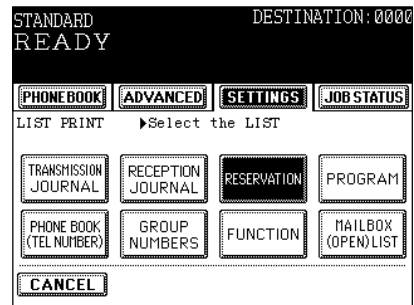 STANDARD DESTINATION:0000
READY
PHONE BOOK ADVANCED SETTINGS JOB STATUS
LIST PRINT ▶Select the LIST
TRANSMISSION JOURNAL
RECEPTION JOURNAL
RESERVATION
PROGRAM
PHONE BOOK (TEL NUMBER)
GROUP NUMBERS
FUNCTION
MAILBOX (OPEN)LIST
CANCEL